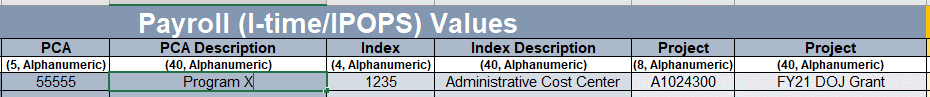 Payroll (I-time/IPOPS) Values
PCA PCA Description Index Index Description Project Project
(5, Alphanumeric) (40, Alphanumeric) (4, Alphanumeric) (40, Alphanumeric) (8, Alphanumeric) (40, Alphanumeric)
55555 Program X 1235 Administrative Cost Center A1024300 FY21 DOJ Grant